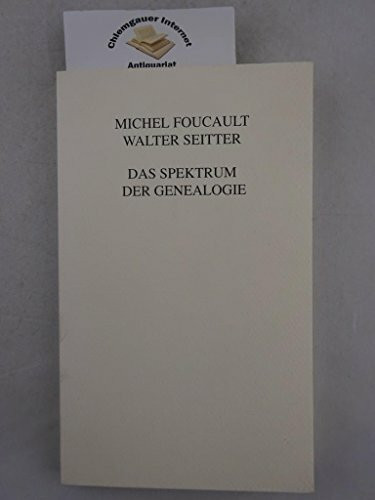 Chiemgauer Internet
Antiquariat
MICHEL FOUCAULT
WALTER SEITTER
DAS SPEKTRUM
DER GENEALOGIE